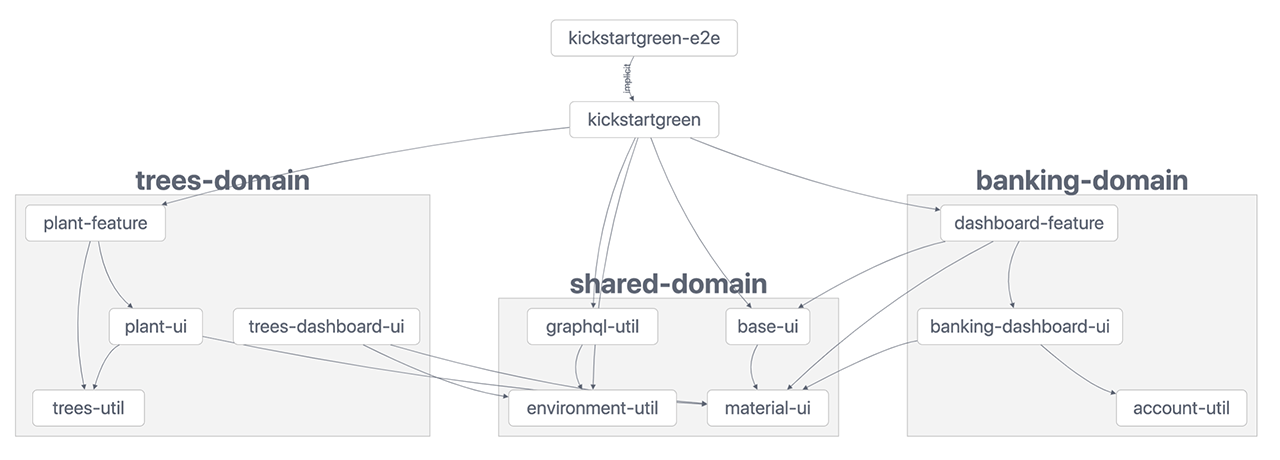 kickstartgreen-e2e
implicit
kickstartgreen
trees-domain
banking-domain
plant-feature
dashboard-feature
shared-domain
plant-ui
trees-dashboard-ui
graphql-util
base-ui
banking-dashboard-ui
trees-util
environment-util
material-ui
account-util